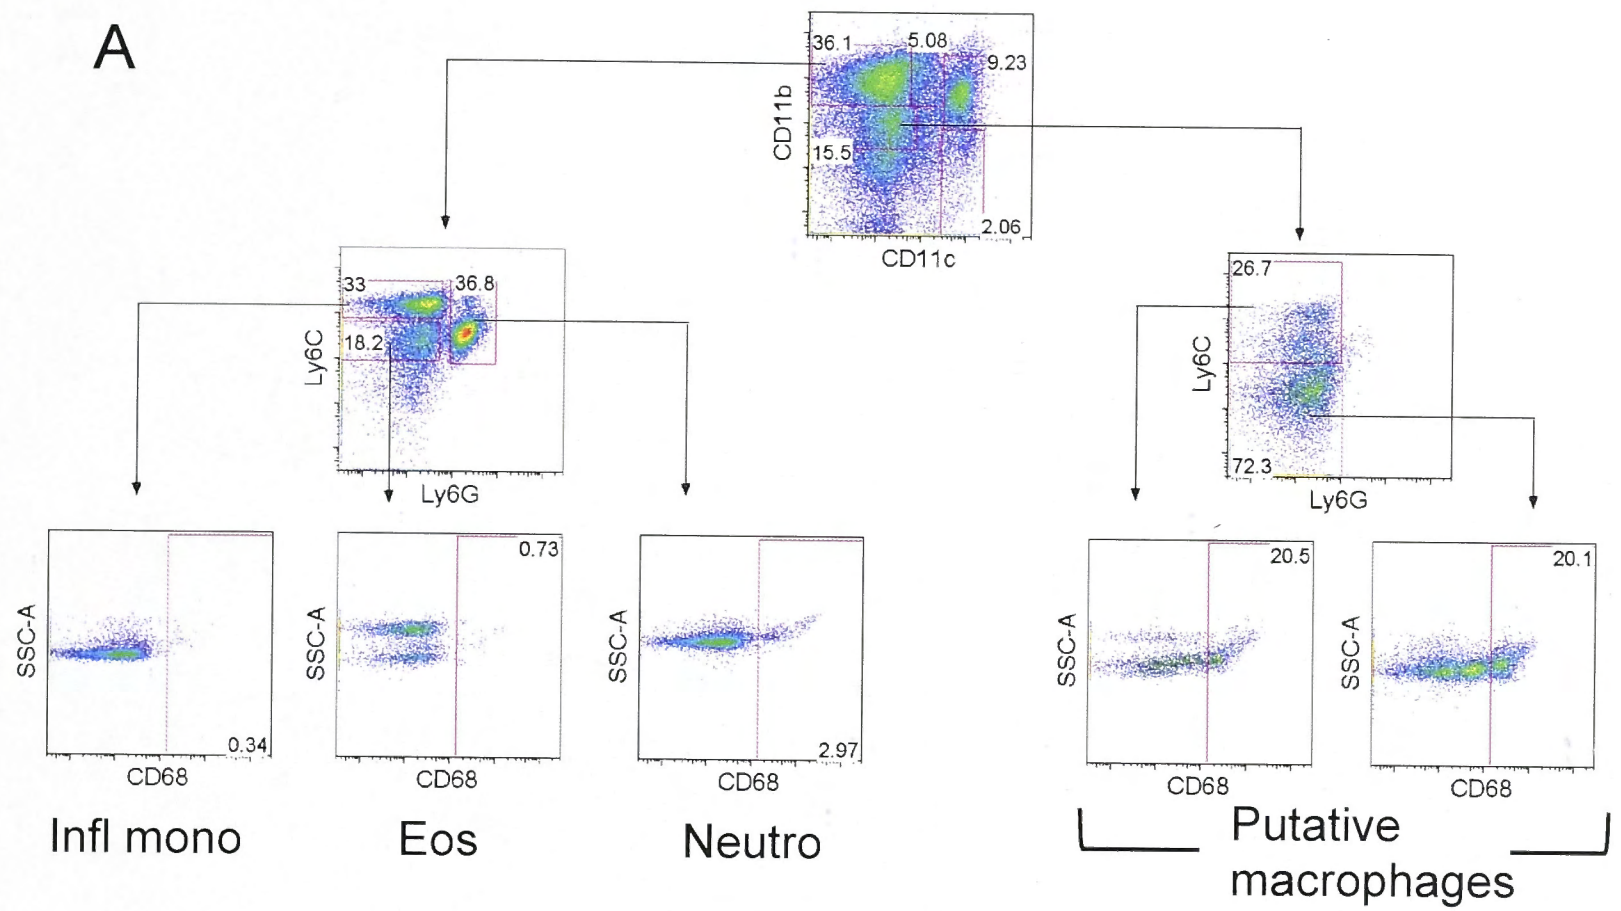 A
36.1
5.08
9.23
CD11b
15.5
2.06
CD11c
33
36.8
Ly6C
18.2
Ly6G
26.7
Ly6C
72.3
Ly6G
SSC-A
0.34
CD68
Infl mono
SSC-A
0.73
CD68
Eos
SSC-A
2.97
CD68
Neutro
SSC-A
20.5
CD68
SSC-A
20.1
CD68
Putative
macrophages